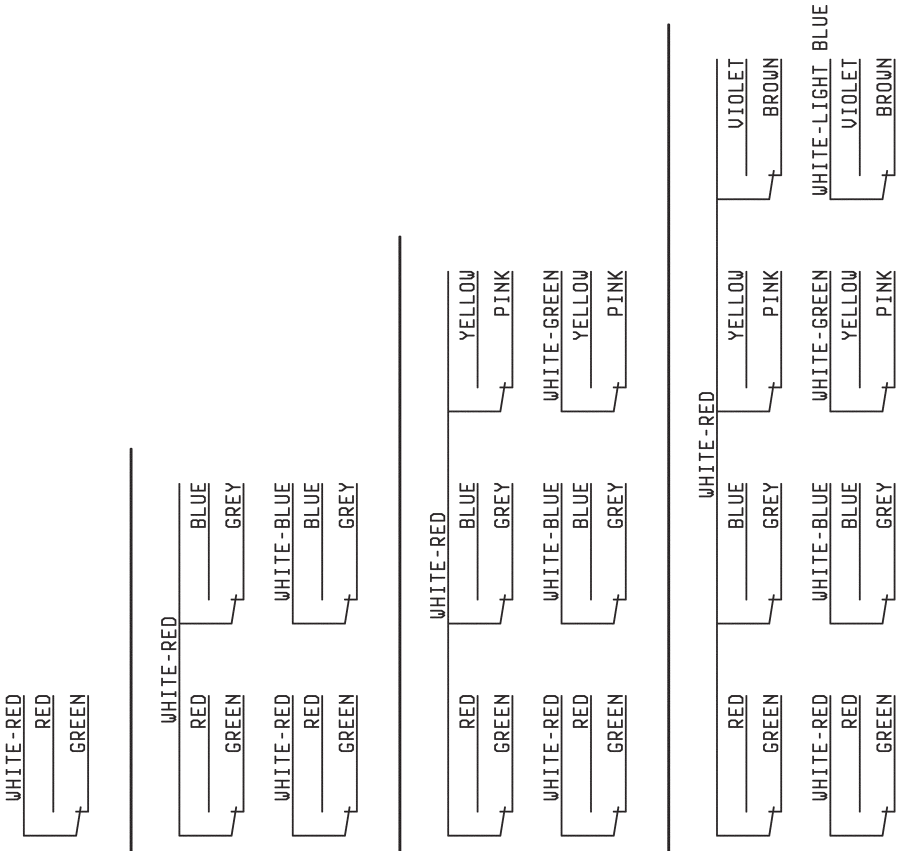 WHITE-RED
RED
GREEN
WHITE-RED
RED
BLUE
GREEN
GREY
WHITE-RED
WHITE-BLUE
RED
BLUE
GREEN
GREY
WHITE-RED
RED
BLUE
YELLOW
GREEN
GREY
PINK
WHITE-RED
WHITE-BLUE
WHITE-GREEN
RED
BLUE
YELLOW
GREEN
GREY
PINK
WHITE-RED
RED
BLUE
YELLOW
VIOLET
GREEN
GREY
PINK
BROWN
WHITE-RED
WHITE-BLUE
WHITE-GREEN
WHITE-LIGHT BLUE
RED
BLUE
YELLOW
VIOLET
GREEN
GREY
PINK
BROWN